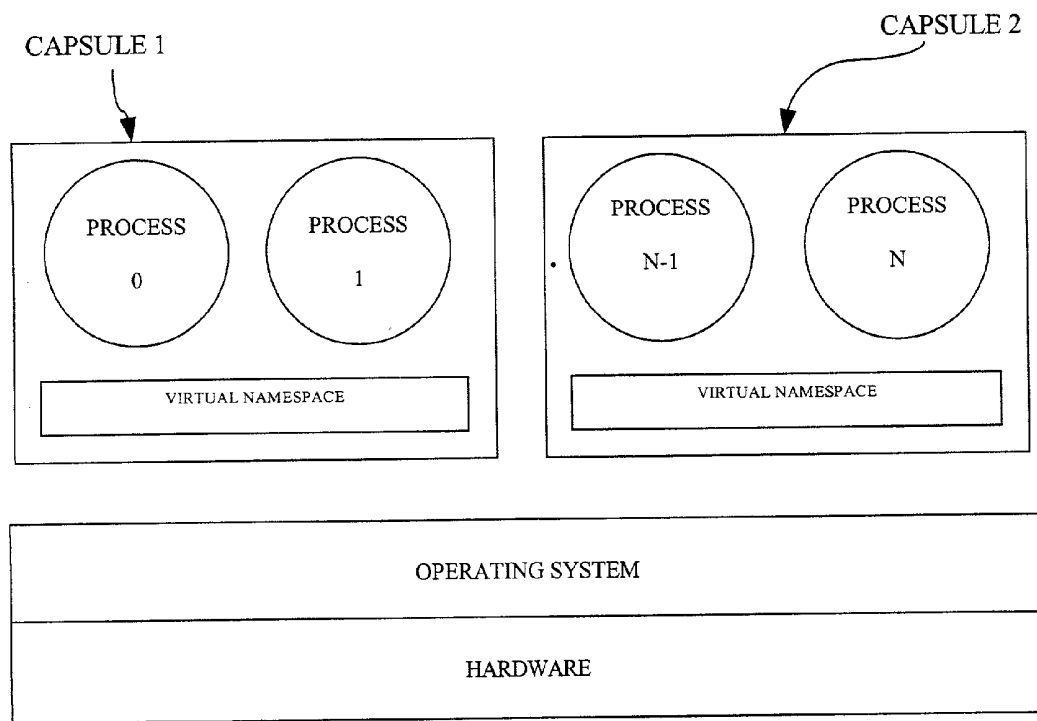 CAPSULE 1
CAPSULE 2
PROCESS
0
PROCESS
1
PROCESS
N-1
PROCESS
N
VIRTUAL NAMESPACE
VIRTUAL NAMESPACE
OPERATING SYSTEM
HARDWARE